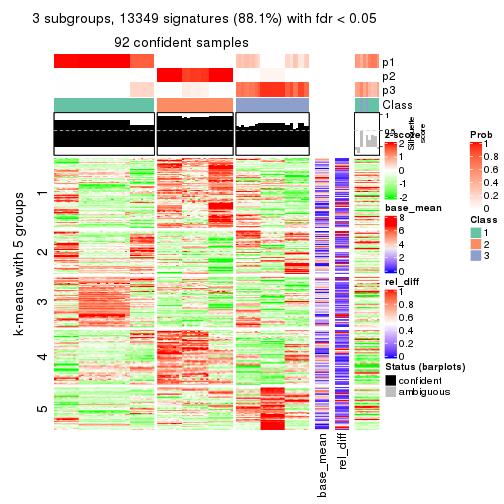 3 subgroups, 13349 signatures (88.1%) with fdr < 0.05
92 confident samples
p1
p2
p3
Class
1
0.5
Silhouette
score
k-means with 5 groups
1
2
3
4
5
base_mean
rel_diff
z-score
2
1
0
-1
-2
base_mean
8
6
4
2
0
rel_diff
1
0.8
0.6
0.4
0.2
0
Status (barplots)
confident
ambiguous
Prob
1
0.8
0.6
0.4
0.2
0
Class
1
2
3